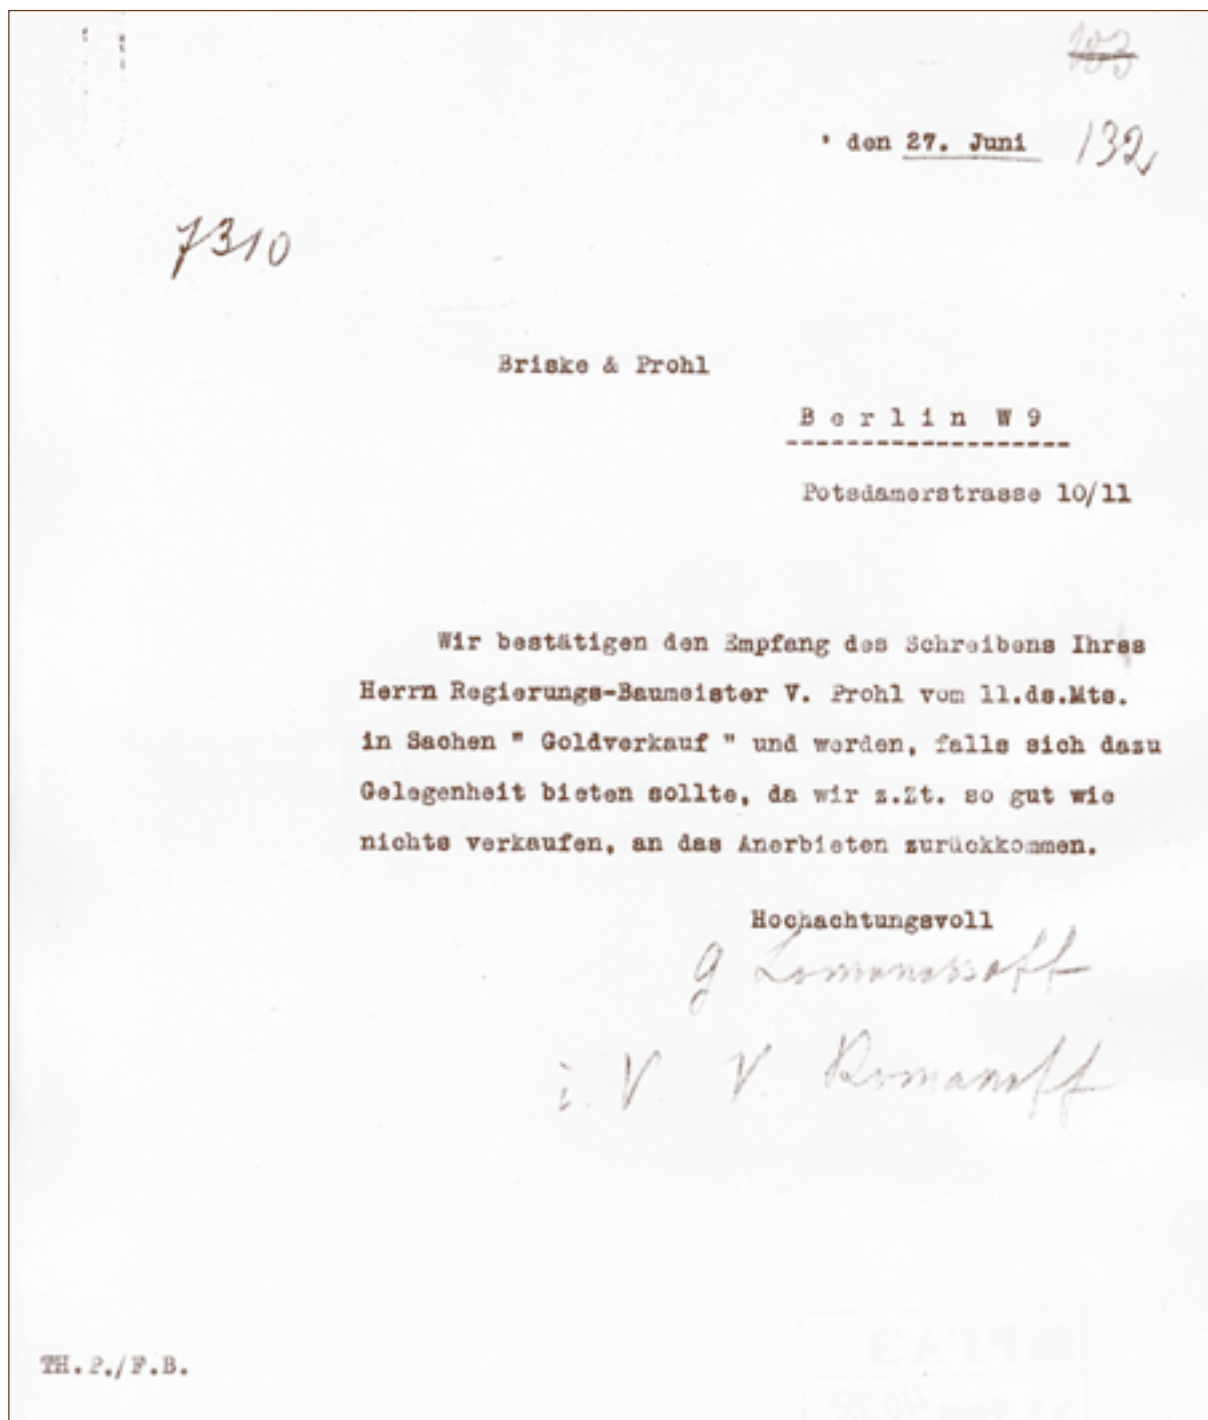 103
' den 27. Juni 132
7310
Briske & Prohl
Berlin W 9
-------------------
Potsdamerstrasse 10/11
Wir bestätigen den Empfang des Schreibens Ihres
Herrn Regierungs-Baumeister V. Prohl vom 11.ds.Mts.
in Sachen " Goldverkauf " und werden, falls sich dazu
Gelegenheit bieten sollte, da wir z.Zt. so gut wie
nichts verkaufen, an das Anerbieten zurückkommen.
Hochachtungsvoll
G Lomonossoff
i. V. V. Romanoff
РГАЭ
TH.P./F.B.